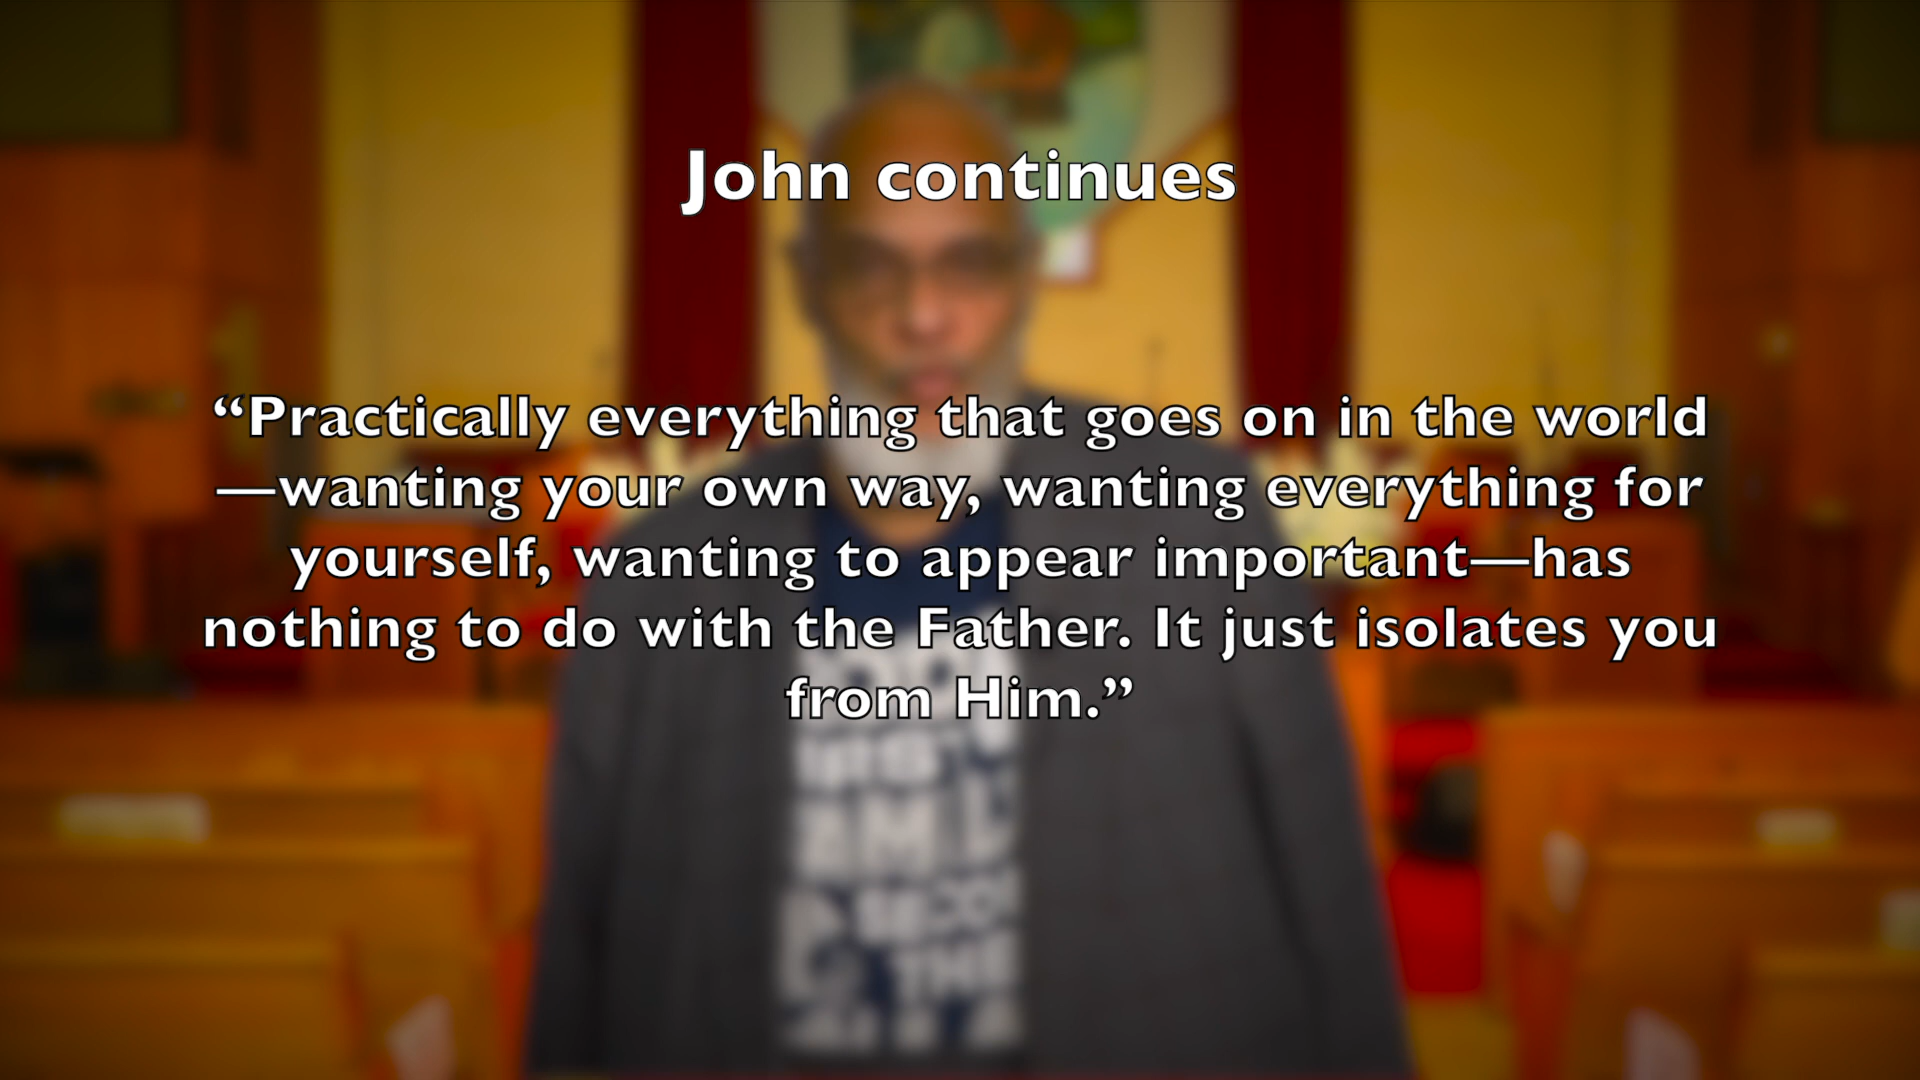 John continues
“Practically everything that goes on in the world
—wanting your own way, wanting everything for
yourself, wanting to appear important—has
nothing to do with the Father. It just isolates you
from Him.”
THE